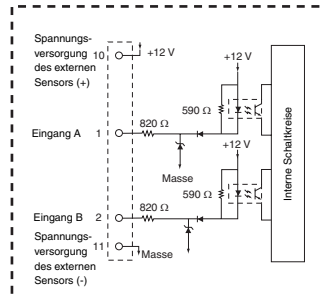 Spannungs-
versorgung 10
des externen
Sensors (+)
+12 V
+12 V
590 Ω
820 Ω
Eingang A 1
+12 V
Masse
820 Ω
590 Ω
Eingang B 2
Spannungs-
versorgung 11
des externen
Sensors (-)
Masse
Interne Schaltkreise